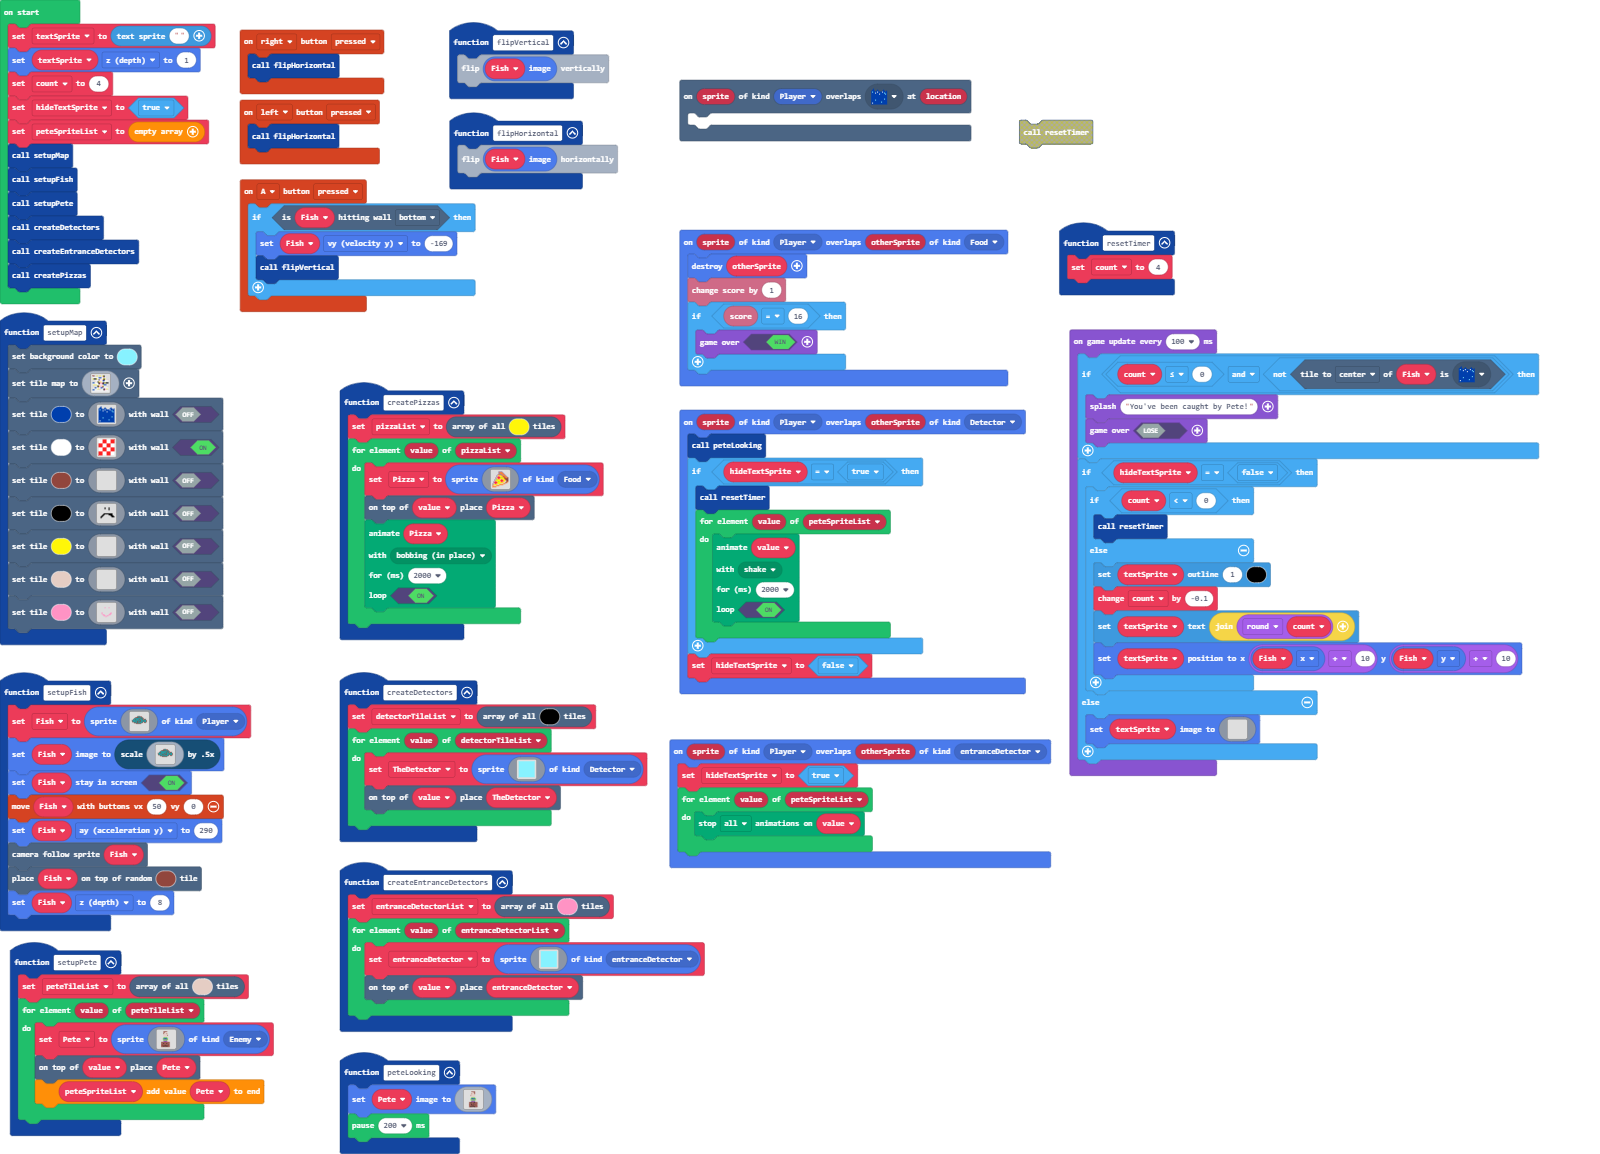 on start
set textSprite to text sprite " "
set textSprite z (depth) to 1
set count to 4
set hideTextSprite to true
set peteSpriteList to empty array
call setupMap
call setupFish
call setupPete
call createDetectors
call createEntranceDetectors
call createPizzas
function setupMap
set background color to
set tile map to
set tile to with wall OFF
set tile to with wall ON
set tile to with wall OFF
set tile to with wall OFF
set tile to with wall OFF
set tile to with wall OFF
set tile to with wall OFF
function setupFish
set Fish to sprite of kind Player
set Fish image to scale by .5x
set Fish stay in screen ON
move Fish with buttons vx 50 vy 0
set Fish ay (acceleration y) to 290
camera follow sprite Fish
place Fish on top of random tile
set Fish z (depth) to 8
function setupPete
set peteTileList to array of all tiles
for element value of peteTileList
do
set Pete to sprite of kind Enemy
on top of value place Pete
peteSpriteList add value Pete to end
on right button pressed
call flipHorizontal
on left button pressed
call flipHorizontal
on A button pressed
if is Fish hitting wall bottom then
set Fish vy (velocity y) to -169
call flipVertical
function flipVertical
flip Fish image vertically
function flipHorizontal
flip Fish image horizontally
function createPizzas
set pizzaList to array of all tiles
for element value of pizzaList
do
set Pizza to sprite of kind Food
on top of value place Pizza
animate Pizza
with bobbing (in place)
for (ms) 2000
loop ON
function createDetectors
set detectorTileList to array of all tiles
for element value of detectorTileList
do
set TheDetector to sprite of kind Detector
on top of value place TheDetector
function createEntranceDetectors
set entranceDetectorList to array of all tiles
for element value of entranceDetectorList
do
set entranceDetector to sprite of kind entranceDetector
on top of value place entranceDetector
function peteLooking
set Pete image to
pause 200 ms
on sprite of kind Player overlaps at location
call resetTimer
on sprite of kind Player overlaps otherSprite of kind Food
destroy otherSprite
change score by 1
if score = 16 then
game over WIN
on sprite of kind Player overlaps otherSprite of kind Detector
call peteLooking
if hideTextSprite = true then
call resetTimer
for element value of peteSpriteList
do
animate value
with shake
for (ms) 2000
loop ON
set hideTextSprite to false
on sprite of kind Player overlaps otherSprite of kind entranceDetector
set hideTextSprite to true
for element value of peteSpriteList
do
stop all animations on value
function resetTimer
set count to 4
on game update every 100 ms
if count ≤ 0 and not tile to center of Fish is then
splash "You've been caught by Pete!"
game over LOSE
if hideTextSprite = false then
if count < 0 then
call resetTimer
else
set textSprite outline 1
change count by -0.1
set textSprite text join round count
set textSprite position to x Fish x + 10 y Fish y + 10
else
set textSprite image to